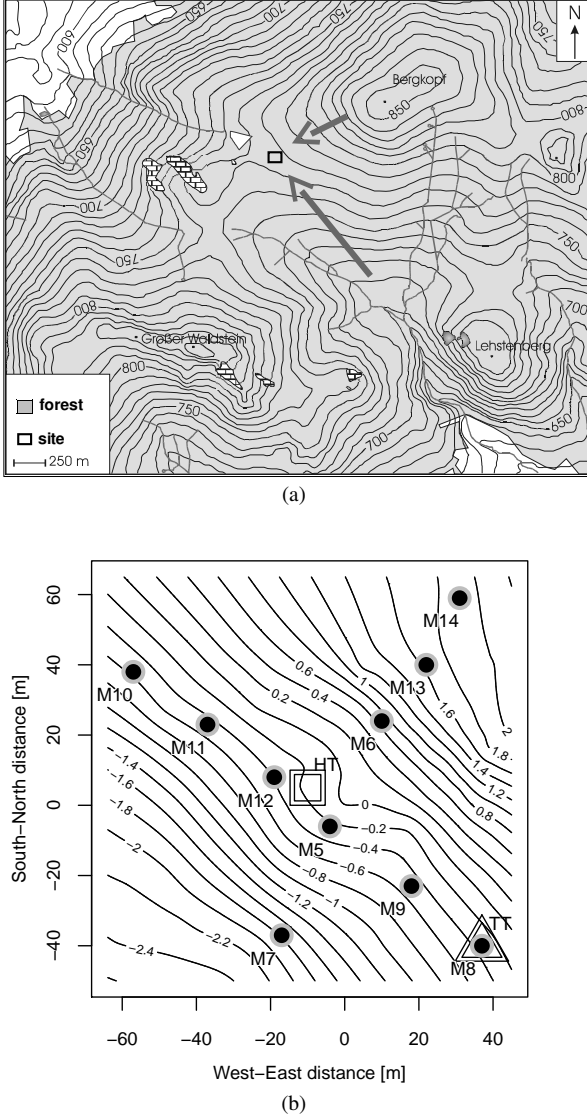 650
750
N
600
Bergkopf
850
800
650
800
700
750
750
800
700
Großer Waldstein
Lehstenberg
800
forest
750
site
700
650
250 m
(a)
60
M14
40
M13
0.6
1
M10
0.4
1.6
0.2
2
20
M11
M6
1.8
−1.4
HT
1.4
−1.6
M12
1.2
−1.8
0
0.8
0
M5
−0.2
−2
−0.4
−0.6
−20
−0.8
−1.2
M9
−1
−2.2
TT
−40
−2.4
M7
M8
South−North distance [m]
−60
−40
−20
0
20
40
West−East distance [m]
(b)